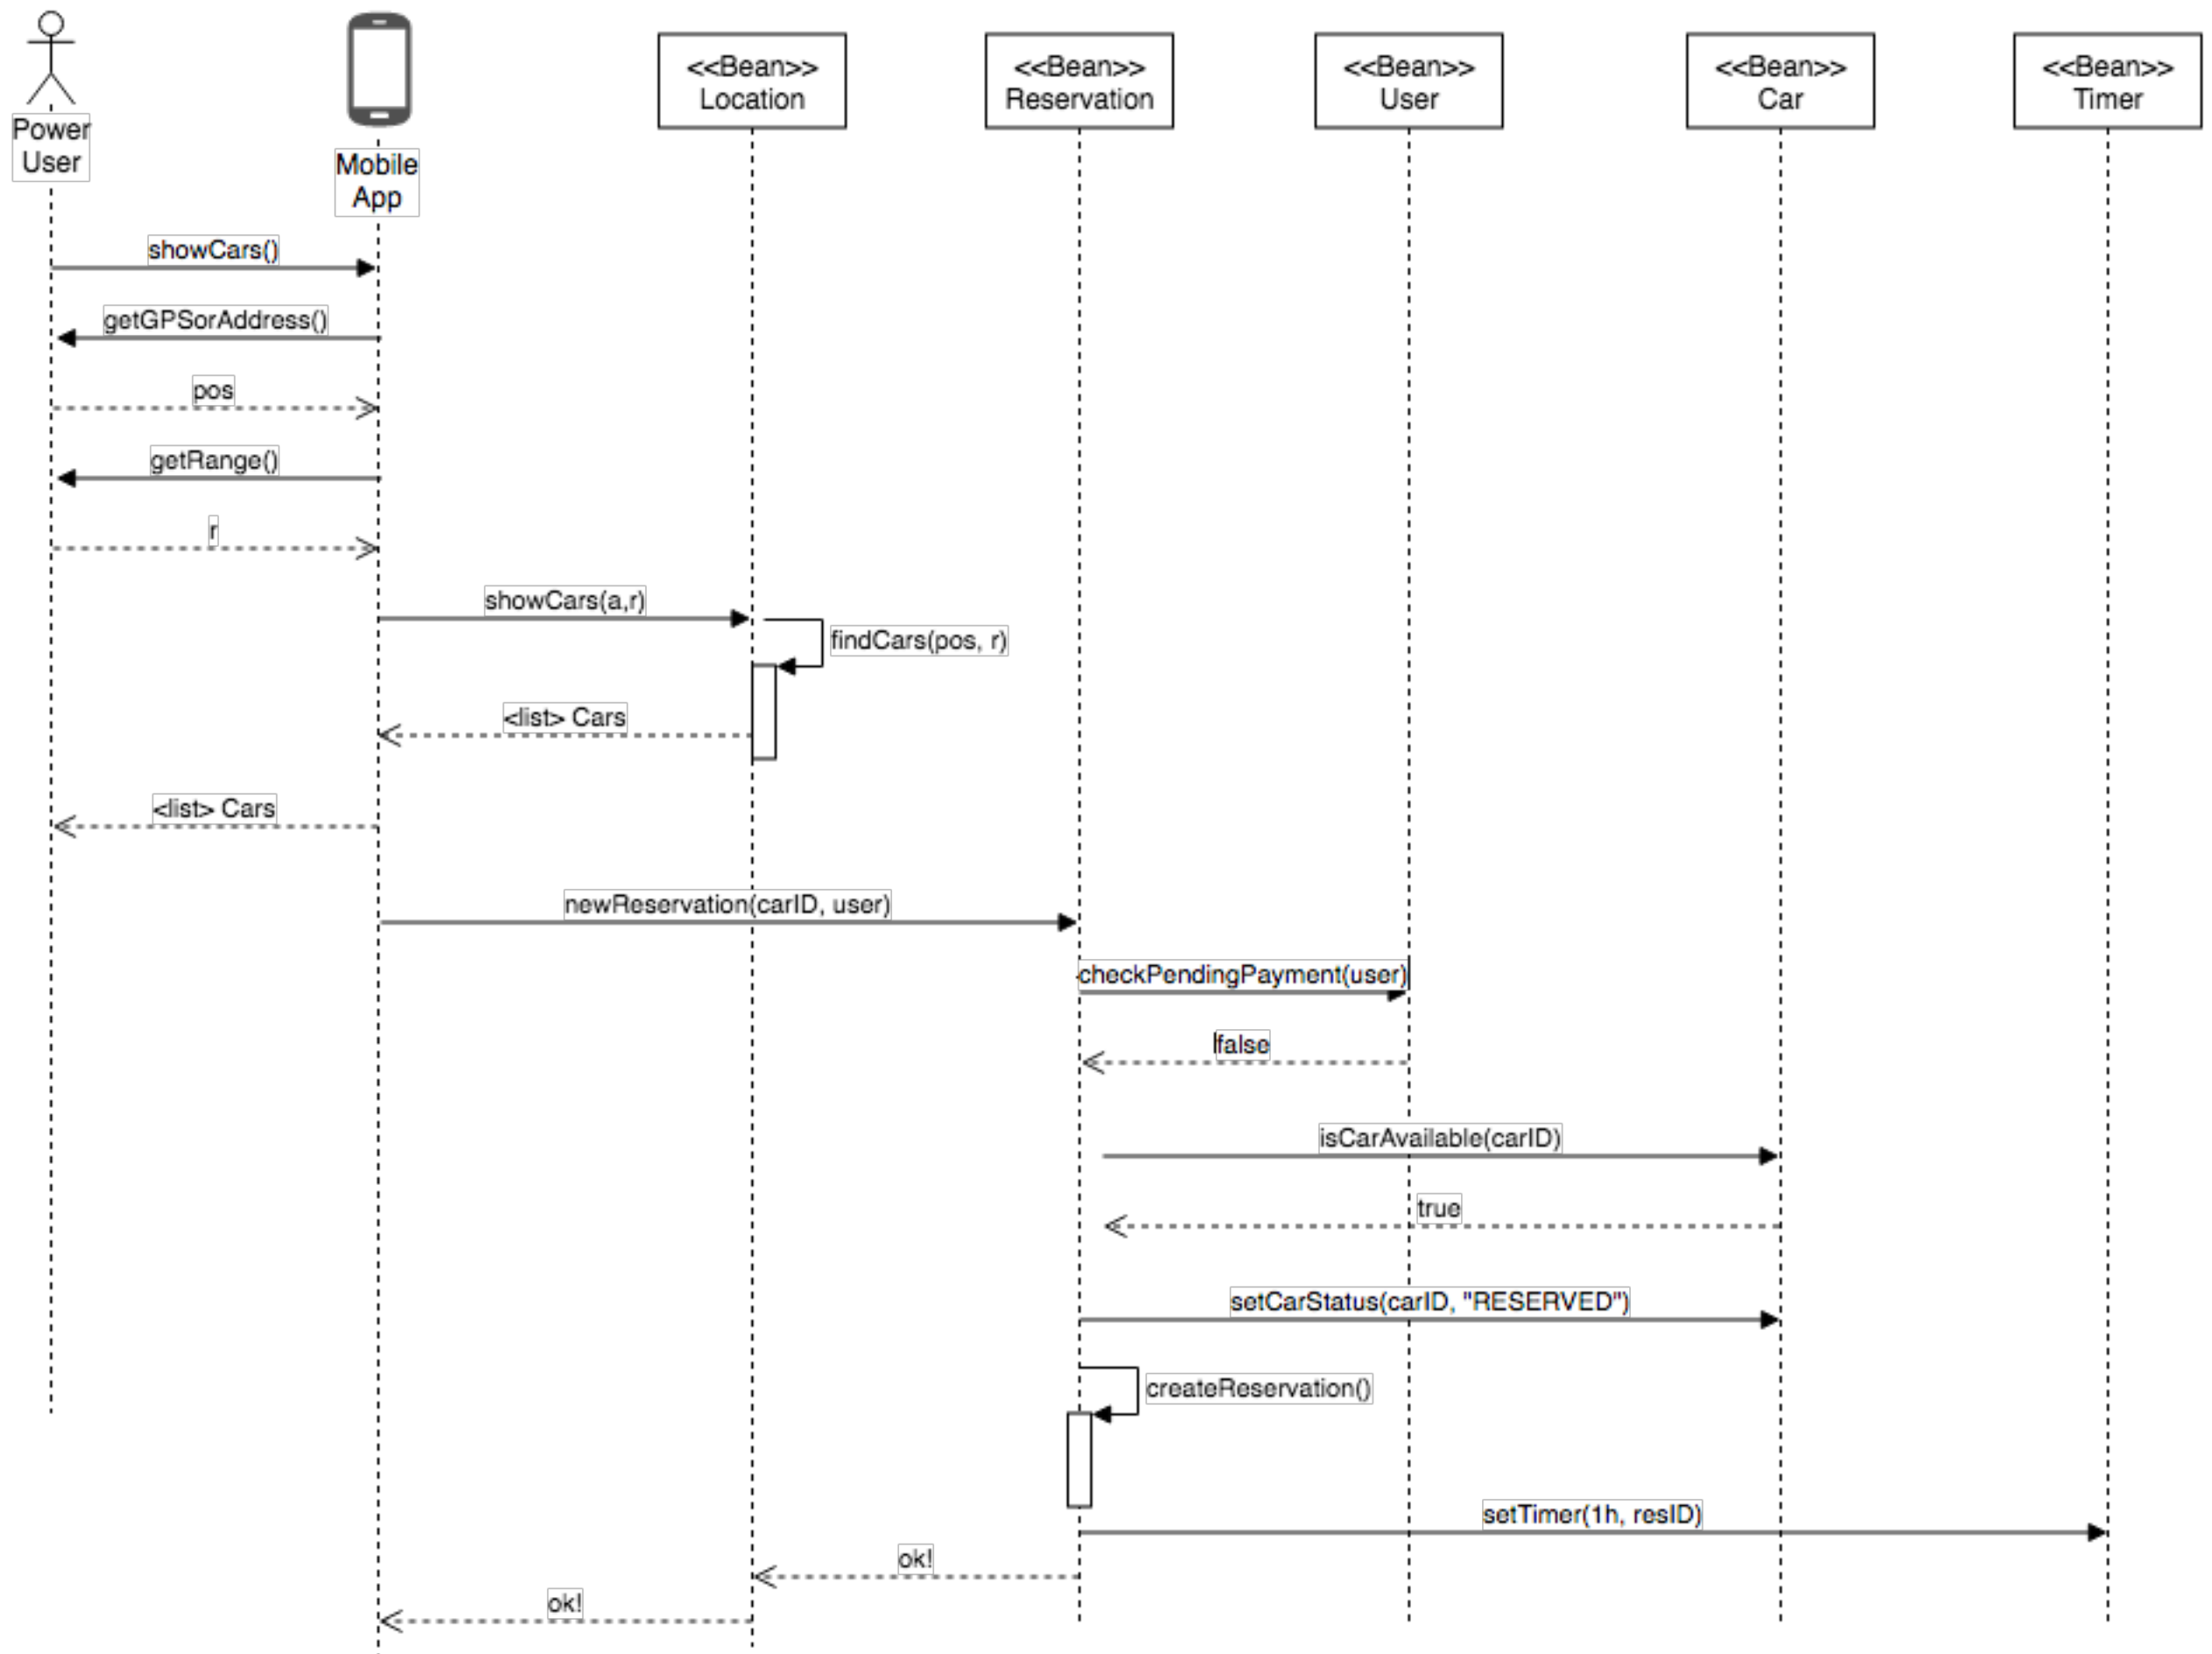 Power
User
Mobile
App
<<Bean>>
Location
<<Bean>>
Reservation
<<Bean>>
User
<<Bean>>
Car
<<Bean>>
Timer
showCars()
getGPSorAddress()
pos
getRange()
r
showCars(a,r)
findCars(pos, r)
<list> Cars
<list> Cars
newReservation(carID, user)
checkPendingPayment(user)
false
isCarAvailable(carID)
true
setCarStatus(carID, "RESERVED")
createReservation()
setTimer(1h, resID)
ok!
ok!